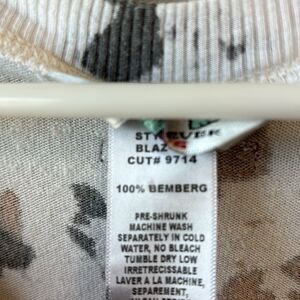 BLAZ
CUT# 9714
100% BEMBERG
PRE-SHRUNK
MACHINE WASH
SEPARATELY IN COLD
WATER, NO BLEACH
TUMBLE DRY LOW
IRRETRECISSABLE
LAVER A LA MACHINE,
SEPAREMENT,